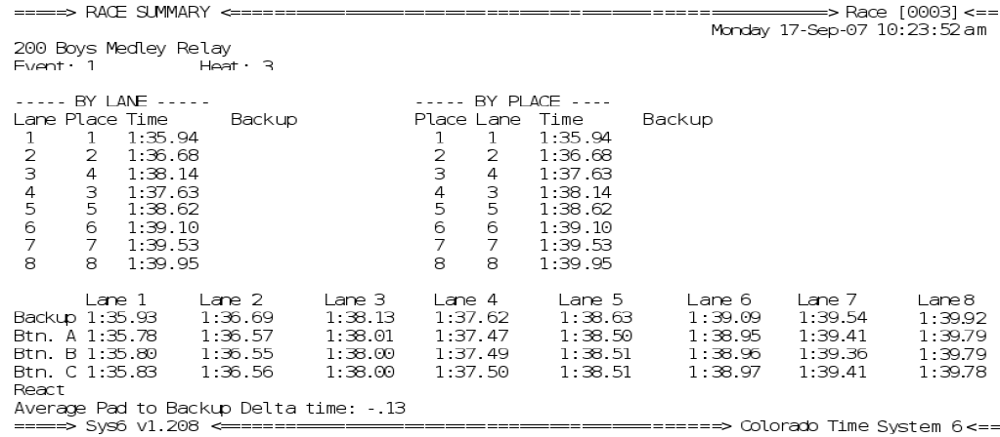 =====> RACE SUMMARY <=======================================================> Race [0003] <==
Monday 17-Sep-07 10:23:52am
200 Boys Medley Relay
Event: 1 Heat: 3
----- BY LANE ----- ----- BY PLACE ----
Lane Place Time Backup Place Lane Time Backup
1 1 1:35.94 1 1 1:35.94
2 2 1:36.68 2 2 1:36.68
3 4 1:38.14 3 4 1:37.63
4 3 1:37.63 4 3 1:38.14
5 5 1:38.62 5 5 1:38.62
6 6 1:39.10 6 6 1:39.10
7 7 1:39.53 7 7 1:39.53
8 8 1:39.95 8 8 1:39.95
Lane 1 Lane 2 Lane 3 Lane 4 Lane 5 Lane 6 Lane 7 Lane 8
Backup 1:35.93 1:36.69 1:38.13 1:37.62 1:38.63 1:39.09 1:39.54 1:39.92
Btn. A 1:35.78 1:36.57 1:38.01 1:37.47 1:38.50 1:38.95 1:39.41 1:39.79
Btn. B 1:35.80 1:36.55 1:38.00 1:37.49 1:38.51 1:38.96 1:39.36 1:39.79
Btn. C 1:35.83 1:36.56 1:38.00 1:37.50 1:38.51 1:38.97 1:39.41 1:39.78
React
Average Pad to Backup Delta time: -.13
=====> Sys6 v1.208 <==============================================> Colorado Time System 6 <==